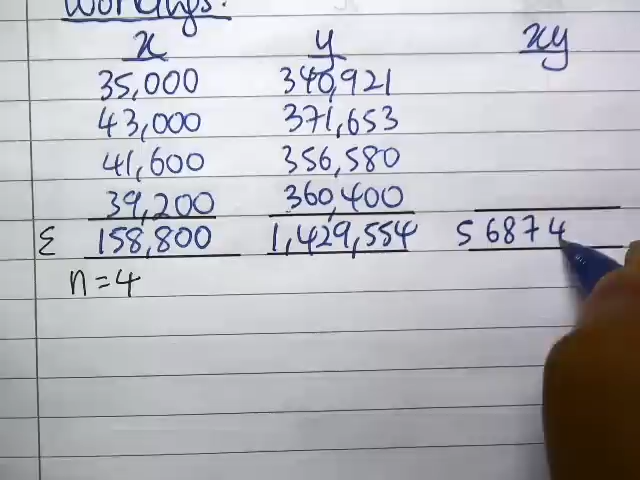 Workings:
x y xy
35,000 340,921
43,000 371,653
41,600 356,580
39,200 360,400
Σ 158,800 1,429,554 56874
n = 4